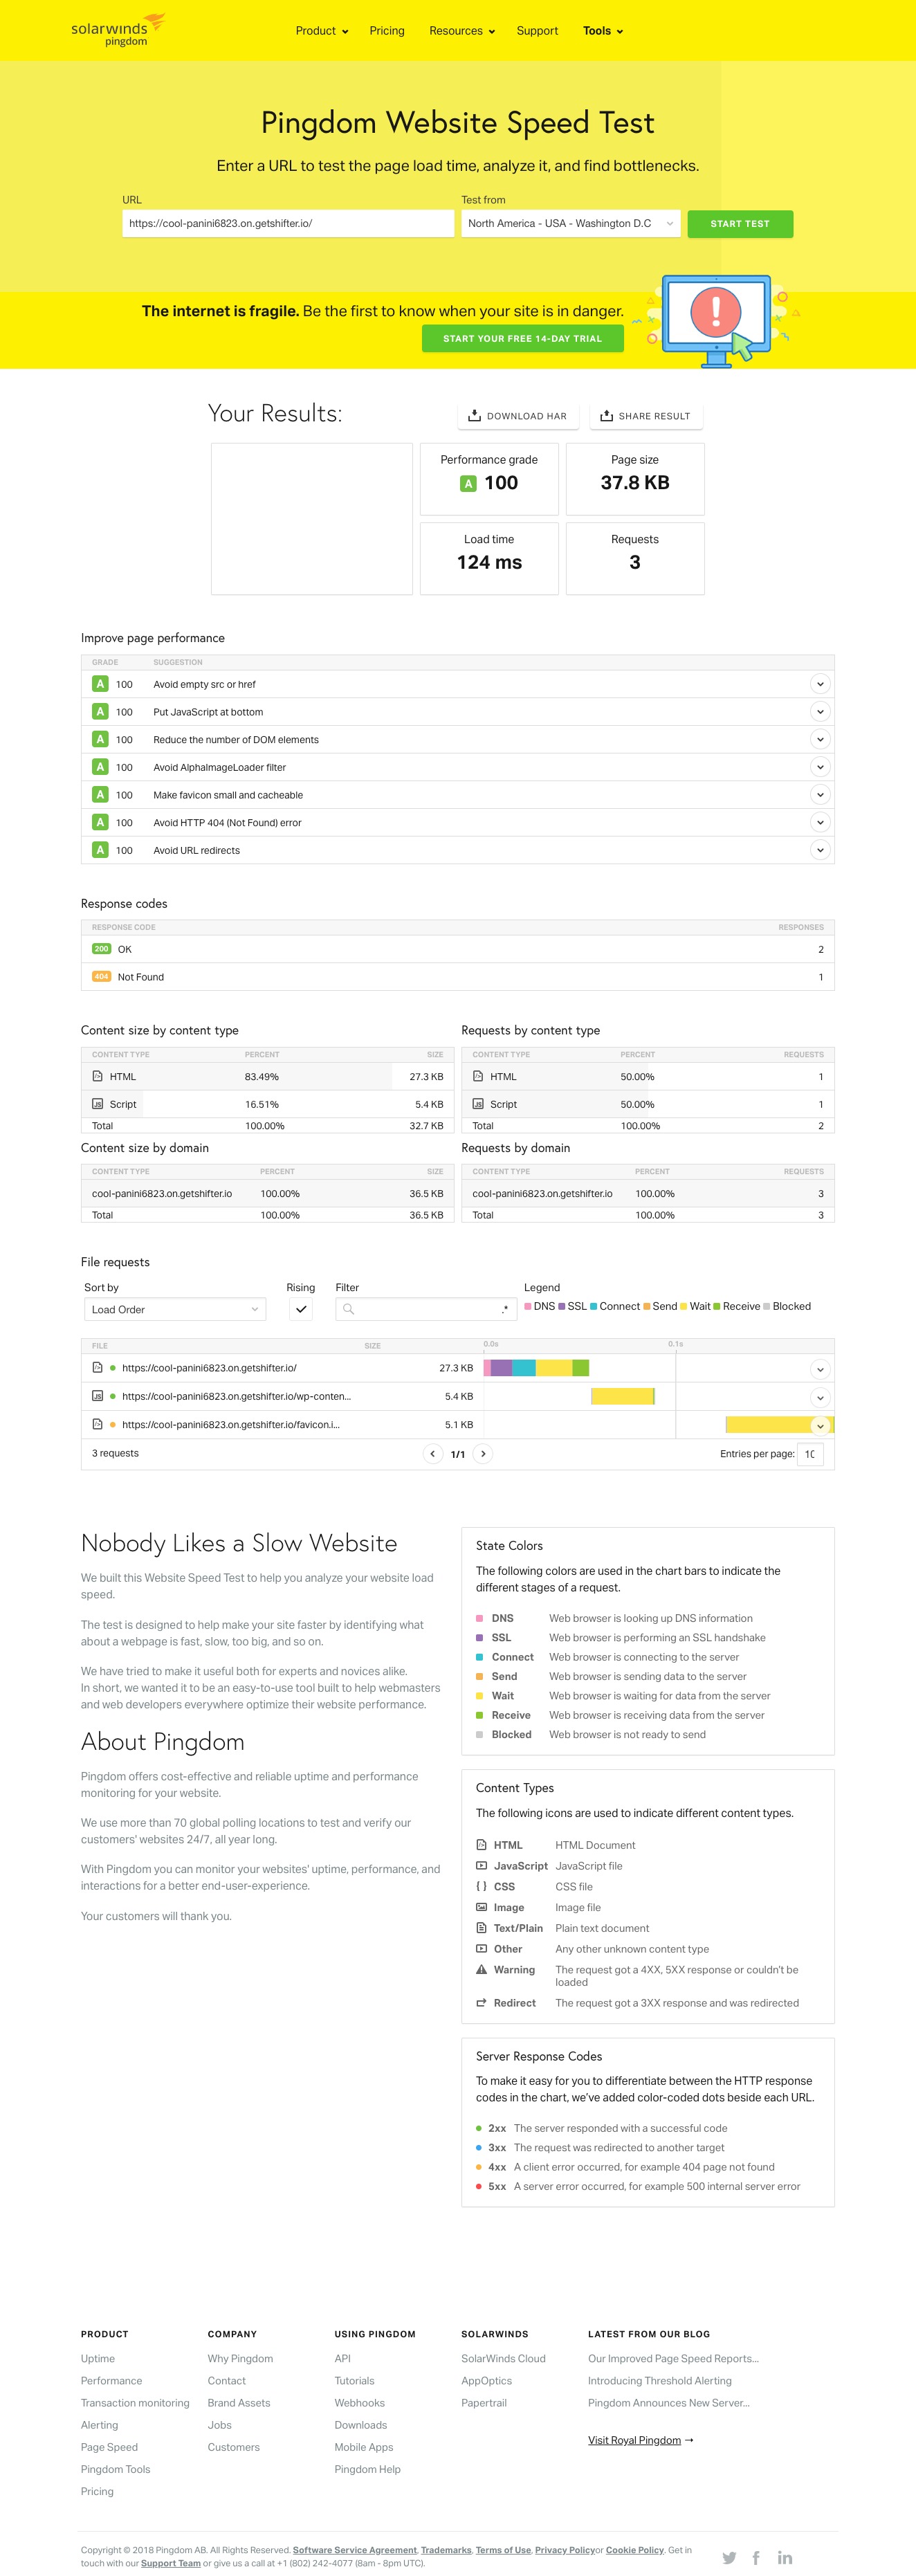 solarwinds
pingdom
Product Pricing Resources Support Tools
Pingdom Website Speed Test
Enter a URL to test the page load time, analyze it, and find bottlenecks.
URL Test from
https://cool-panini6823.on.getshifter.io/ North America - USA - Washington D.C START TEST
The internet is fragile. Be the first to know when your site is in danger.
START YOUR FREE 14-DAY TRIAL
Your Results: DOWNLOAD HAR SHARE RESULT
Performance grade Page size
A 100 37.8 KB
Load time Requests
124 ms 3
Improve page performance
GRADE SUGGESTION
A 100 Avoid empty src or href
A 100 Put JavaScript at bottom
A 100 Reduce the number of DOM elements
A 100 Avoid AlphaImageLoader filter
A 100 Make favicon small and cacheable
A 100 Avoid HTTP 404 (Not Found) error
A 100 Avoid URL redirects
Response codes
RESPONSE CODE RESPONSES
200 OK 2
404 Not Found 1
Content size by content type
CONTENT TYPE PERCENT SIZE
HTML 83.49% 27.3 KB
JS Script 16.51% 5.4 KB
Total 100.00% 32.7 KB
Requests by content type
CONTENT TYPE PERCENT REQUESTS
HTML 50.00% 1
JS Script 50.00% 1
Total 100.00% 2
Content size by domain
CONTENT TYPE PERCENT SIZE
cool-panini6823.on.getshifter.io 100.00% 36.5 KB
Total 100.00% 36.5 KB
Requests by domain
CONTENT TYPE PERCENT REQUESTS
cool-panini6823.on.getshifter.io 100.00% 3
Total 100.00% 3
File requests
Sort by Rising Filter Legend
Load Order .* DNS SSL Connect Send Wait Receive Blocked
FILE SIZE 0.0s 0.1s
https://cool-panini6823.on.getshifter.io/ 27.3 KB
JS https://cool-panini6823.on.getshifter.io/wp-conten... 5.4 KB
https://cool-panini6823.on.getshifter.io/favicon.i... 5.1 KB
3 requests 1/1 Entries per page: 10
Nobody Likes a Slow Website
We built this Website Speed Test to help you analyze your website load
speed.
The test is designed to help make your site faster by identifying what
about a webpage is fast, slow, too big, and so on.
We have tried to make it useful both for experts and novices alike.
In short, we wanted it to be an easy-to-use tool built to help webmasters
and web developers everywhere optimize their website performance.
About Pingdom
Pingdom offers cost-effective and reliable uptime and performance
monitoring for your website.
We use more than 70 global polling locations to test and verify our
customers' websites 24/7, all year long.
With Pingdom you can monitor your websites' uptime, performance, and
interactions for a better end-user-experience.
Your customers will thank you.
State Colors
The following colors are used in the chart bars to indicate the
different stages of a request.
DNS Web browser is looking up DNS information
SSL Web browser is performing an SSL handshake
Connect Web browser is connecting to the server
Send Web browser is sending data to the server
Wait Web browser is waiting for data from the server
Receive Web browser is receiving data from the server
Blocked Web browser is not ready to send
Content Types
The following icons are used to indicate different content types.
HTML HTML Document
JavaScript JavaScript file
{ } CSS CSS file
Image Image file
Text/Plain Plain text document
Other Any other unknown content type
Warning The request got a 4XX, 5XX response or couldn't be
loaded
Redirect The request got a 3XX response and was redirected
Server Response Codes
To make it easy for you to differentiate between the HTTP response
codes in the chart, we've added color-coded dots beside each URL.
2xx The server responded with a successful code
3xx The request was redirected to another target
4xx A client error occurred, for example 404 page not found
5xx A server error occurred, for example 500 internal server error
PRODUCT
Uptime
Performance
Transaction monitoring
Alerting
Page Speed
Pingdom Tools
Pricing
COMPANY
Why Pingdom
Contact
Brand Assets
Jobs
Customers
USING PINGDOM
API
Tutorials
Webhooks
Downloads
Mobile Apps
Pingdom Help
SOLARWINDS
SolarWinds Cloud
AppOptics
Papertrail
LATEST FROM OUR BLOG
Our Improved Page Speed Reports...
Introducing Threshold Alerting
Pingdom Announces New Server...
Visit Royal Pingdom →
Copyright © 2018 Pingdom AB. All Rights Reserved. Software Service Agreement, Trademarks, Terms of Use, Privacy Policyor Cookie Policy. Get in
touch with our Support Team or give us a call at +1 (802) 242-4077 (8am - 8pm UTC).